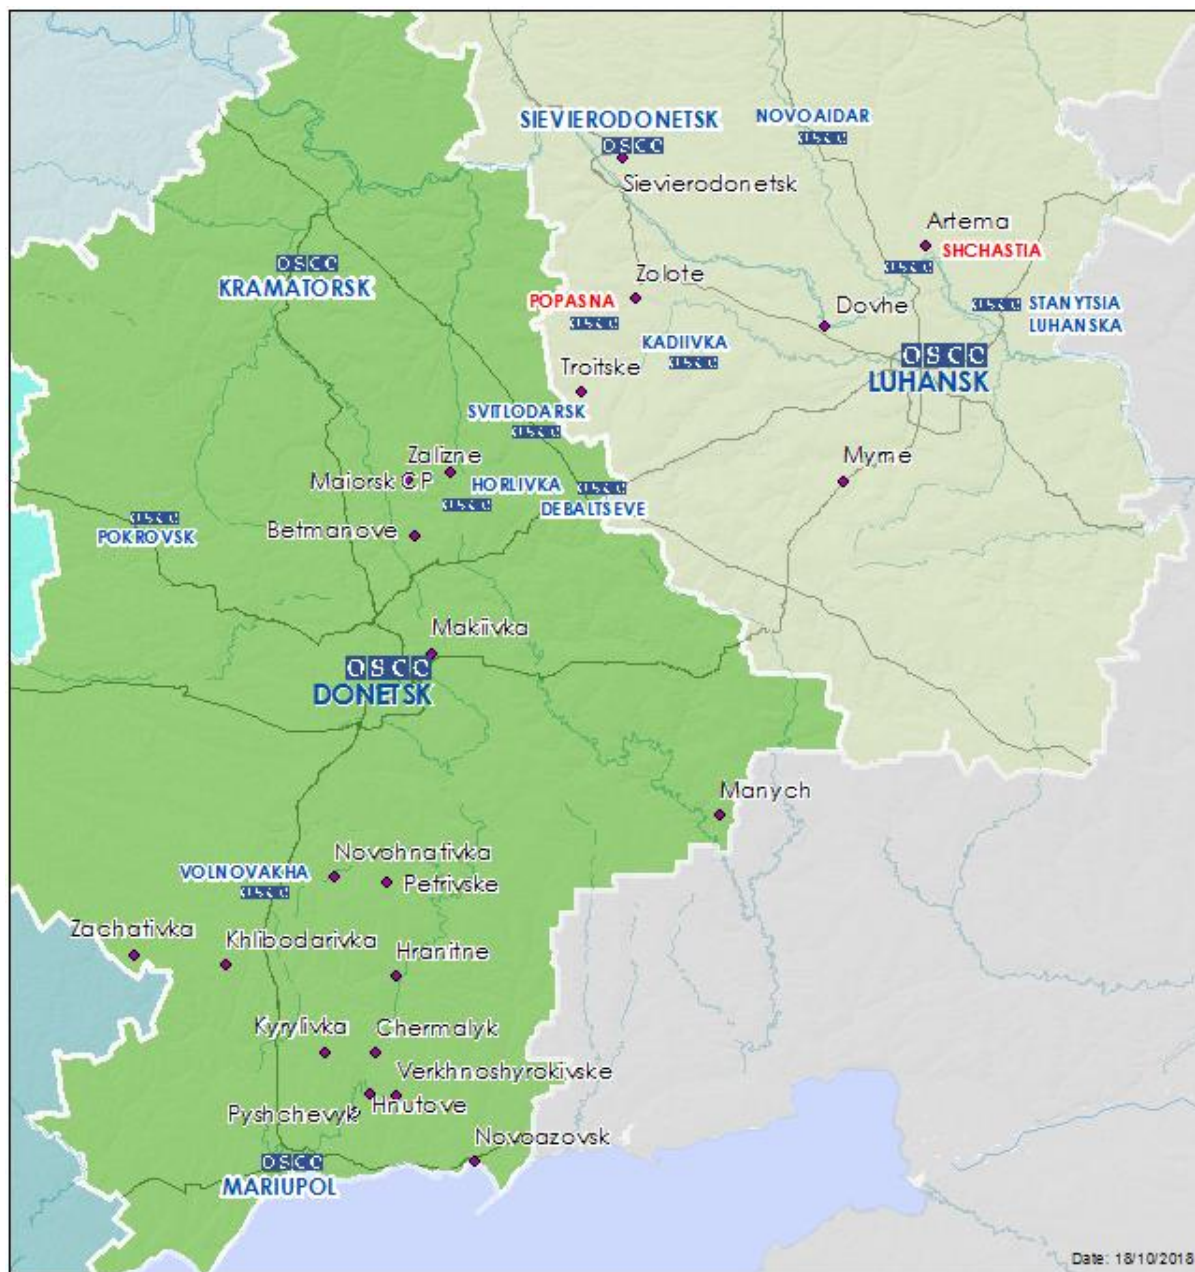 SIEVIERODONETSK
NOVOAIDAR
OSCE
OSCE
Sievierodonetsk
Artema
SHCHASTIA
OSCE
KRAMATORSK
OSCE
Zolote
POPASNA
OSCE
Dovhe
OSCE
STANYTSIA
LUHANSKA
KADIIVKA
OSCE
OSCE
LUHANSK
Troitske
SVITLODARSK
OSCE
Zalizne
Maiorsk CP
HORLIVKA
OSCE
OSCE
DEBALTSEVE
Myrne
OSCE
POKROVSK
Betmanove
Makiivka
OSCE
DONETSK
Manych
Novohnativka
VOLNOVAKHA
OSCE
Petrivske
Zachativka
Khlibodarivka
Hranitne
Kyrylivka
Chermalyk
Verkhnoshyrokivske
Hnutove
Pyshchevyk
Novoazovsk
OSCE
MARIUPOL
Date: 18/10/2018